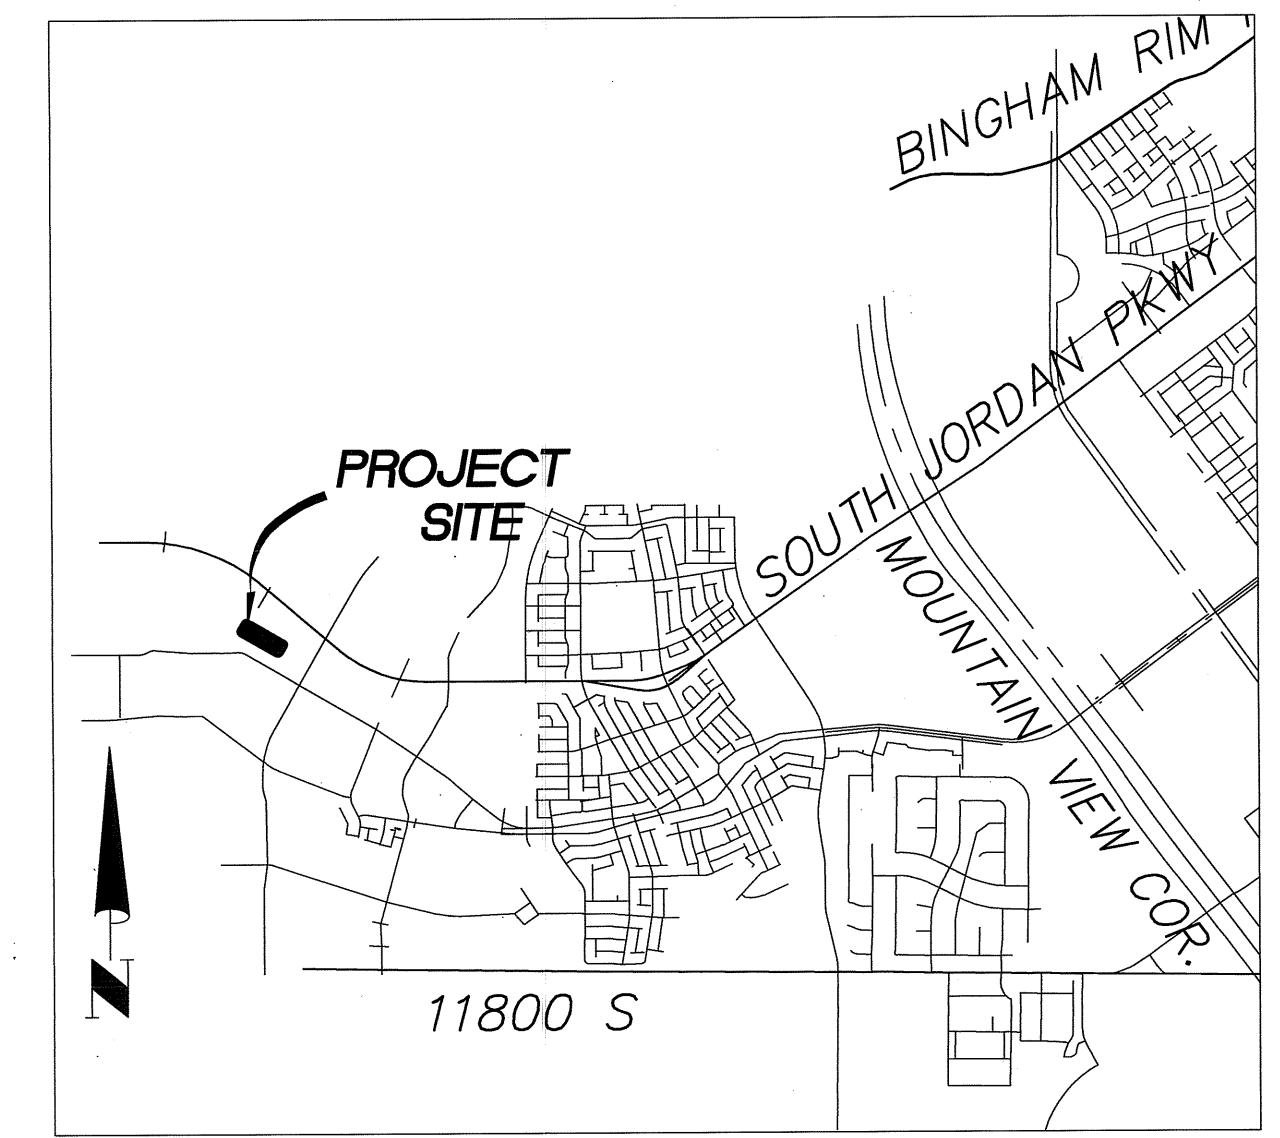 BINGHAM RIM
SOUTH JORDAN PKWY
PROJECT
SITE
MOUNTAIN VIEW COR.
N
11800 S